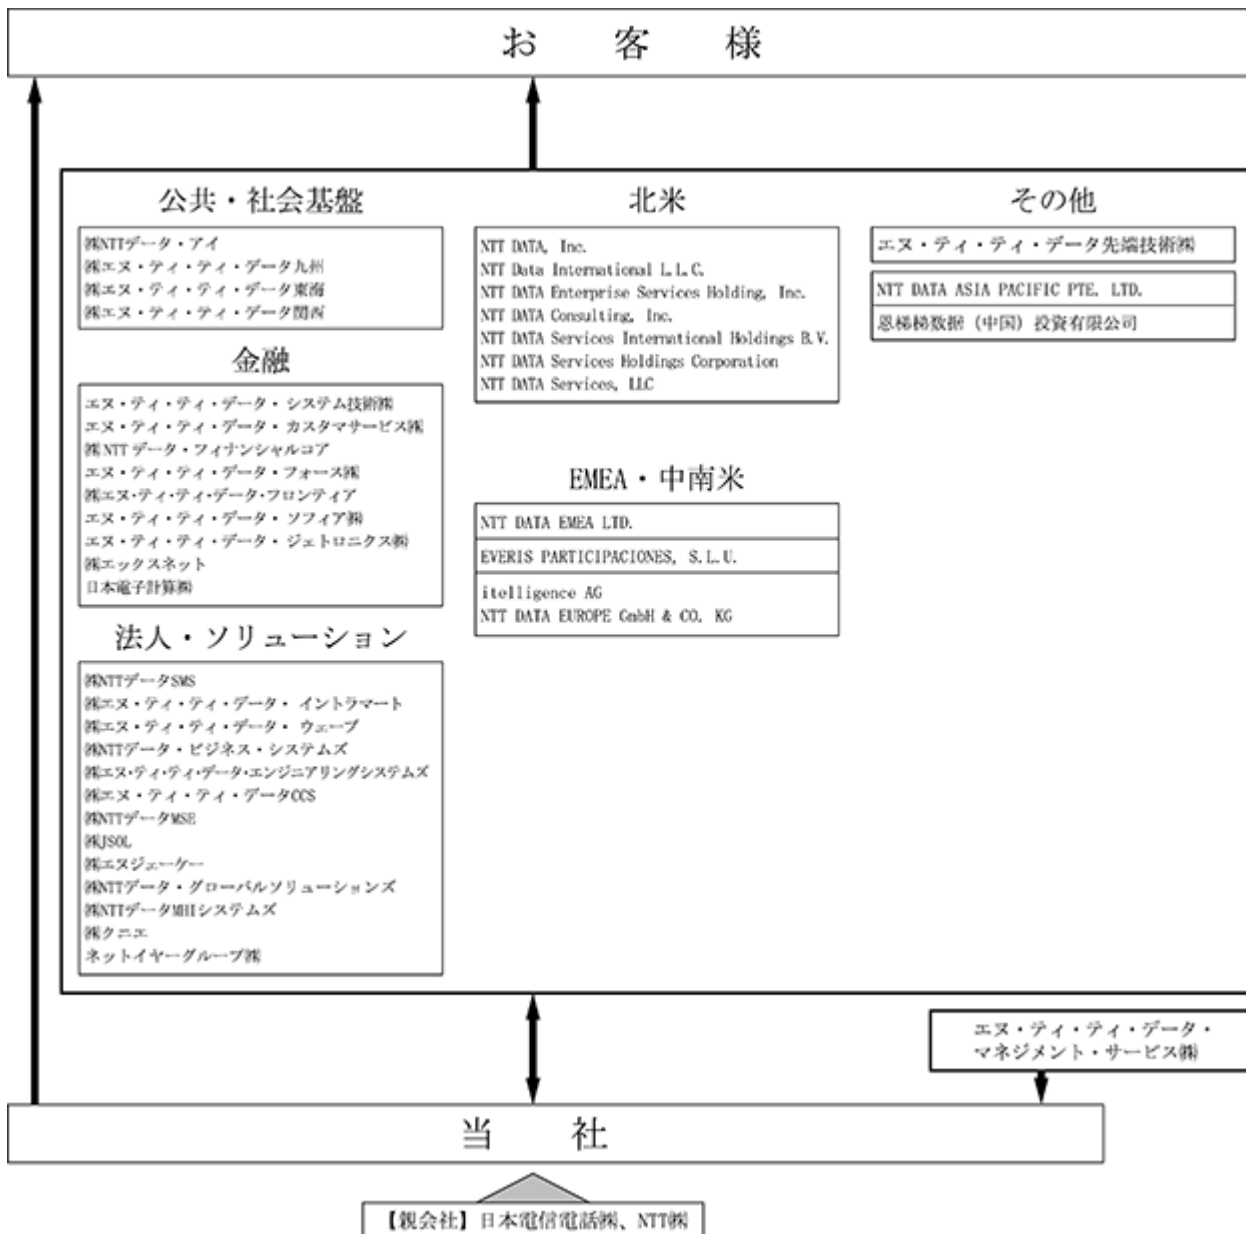 お 客 様
公共・社会基盤
㈱NTTデータ・アイ
㈱エヌ・ティ・ティ・データ九州
㈱エヌ・ティ・ティ・データ東海
㈱エヌ・ティ・ティ・データ関西
金融
エヌ・ティ・ティ・データ・システム技術㈱
エヌ・ティ・ティ・データ・カスタマサービス㈱
㈱NTTデータ・フィナンシャルコア
エヌ・ティ・ティ・データ・フォース㈱
㈱エヌ・ティ・ティ・データ・フロンティア
エヌ・ティ・ティ・データ・ソフィア㈱
エヌ・ティ・ティ・データ・ジェトロニクス㈱
㈱エックスネット
日本電子計算㈱
法人・ソリューション
㈱NTTデータSMS
㈱エヌ・ティ・ティ・データ・イントラマート
㈱エヌ・ティ・ティ・データ・ウェーブ
㈱NTTデータ・ビジネス・システムズ
㈱エヌ・ティ・ティ・データ・エンジニアリングシステムズ
㈱エヌ・ティ・ティ・データCCS
㈱NTTデータMSE
㈱JSOL
㈱エヌジェーケー
㈱NTTデータ・グローバルソリューションズ
㈱NTTデータMHIシステムズ
㈱クニエ
ネットイヤーグループ㈱
北米
NTT DATA, Inc.
NTT Data International L.L.C.
NTT DATA Enterprise Services Holding, Inc.
NTT DATA Consulting, Inc.
NTT DATA Services International Holdings B.V.
NTT DATA Services Holdings Corporation
NTT DATA Services, LLC
EMEA・中南米
NTT DATA EMEA LTD.
EVERIS PARTICIPACIONES, S.L.U.
itelligence AG
NTT DATA EUROPE GmbH & CO. KG
その他
エヌ・ティ・ティ・データ先端技術㈱
NTT DATA ASIA PACIFIC PTE. LTD.
恩梯梯数据（中国）投資有限公司
エヌ・ティ・ティ・データ・
マネジメント・サービス㈱
当 社
【親会社】日本電信電話㈱、NTT㈱